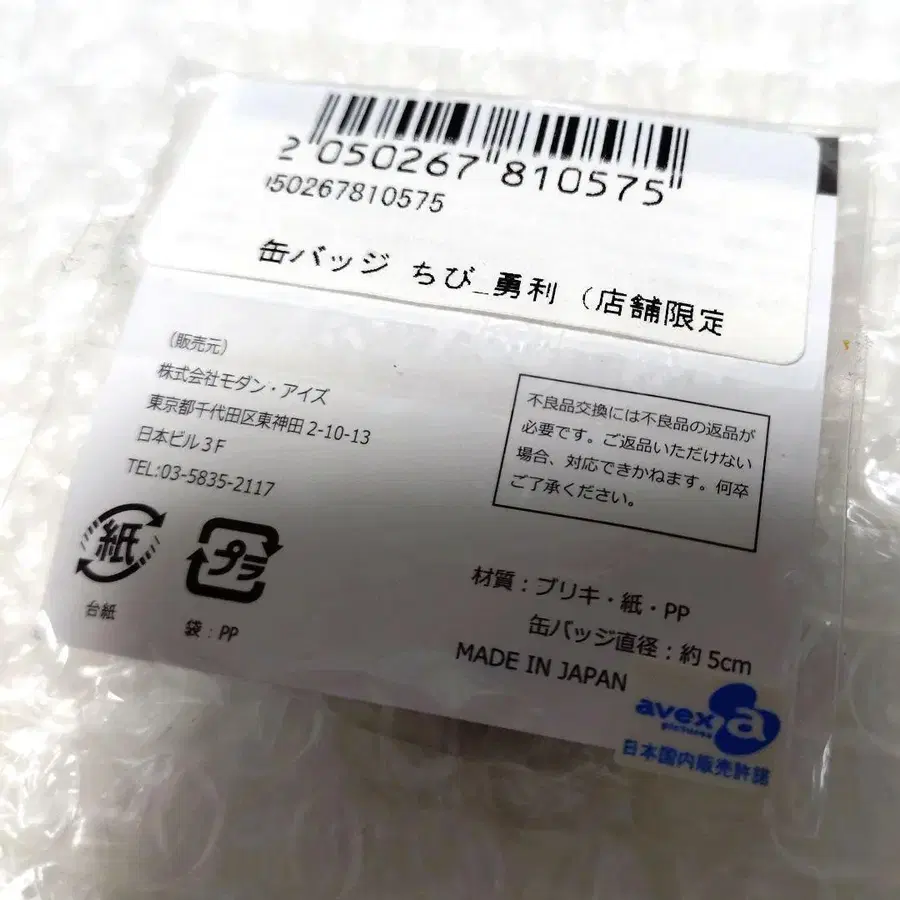 2 050267 810575
050267810575
缶バッジ ちび_勇利 (店舗限定
(販売元)
株式会社モダン・アイズ
東京都千代田区東神田 2-10-13
日本ビル3F
TEL:03-5835-2117
紙
台紙
プラ
袋：PP
不良品交換には不良品の返品が
必要です。ご返品いただけない
場合、対応できかねます。何卒
ご了承ください。
材質：ブリキ・紙・PP
缶バッジ直径：約 5cm
MADE IN JAPAN
avex
pictures
a
日本国内販売許諾